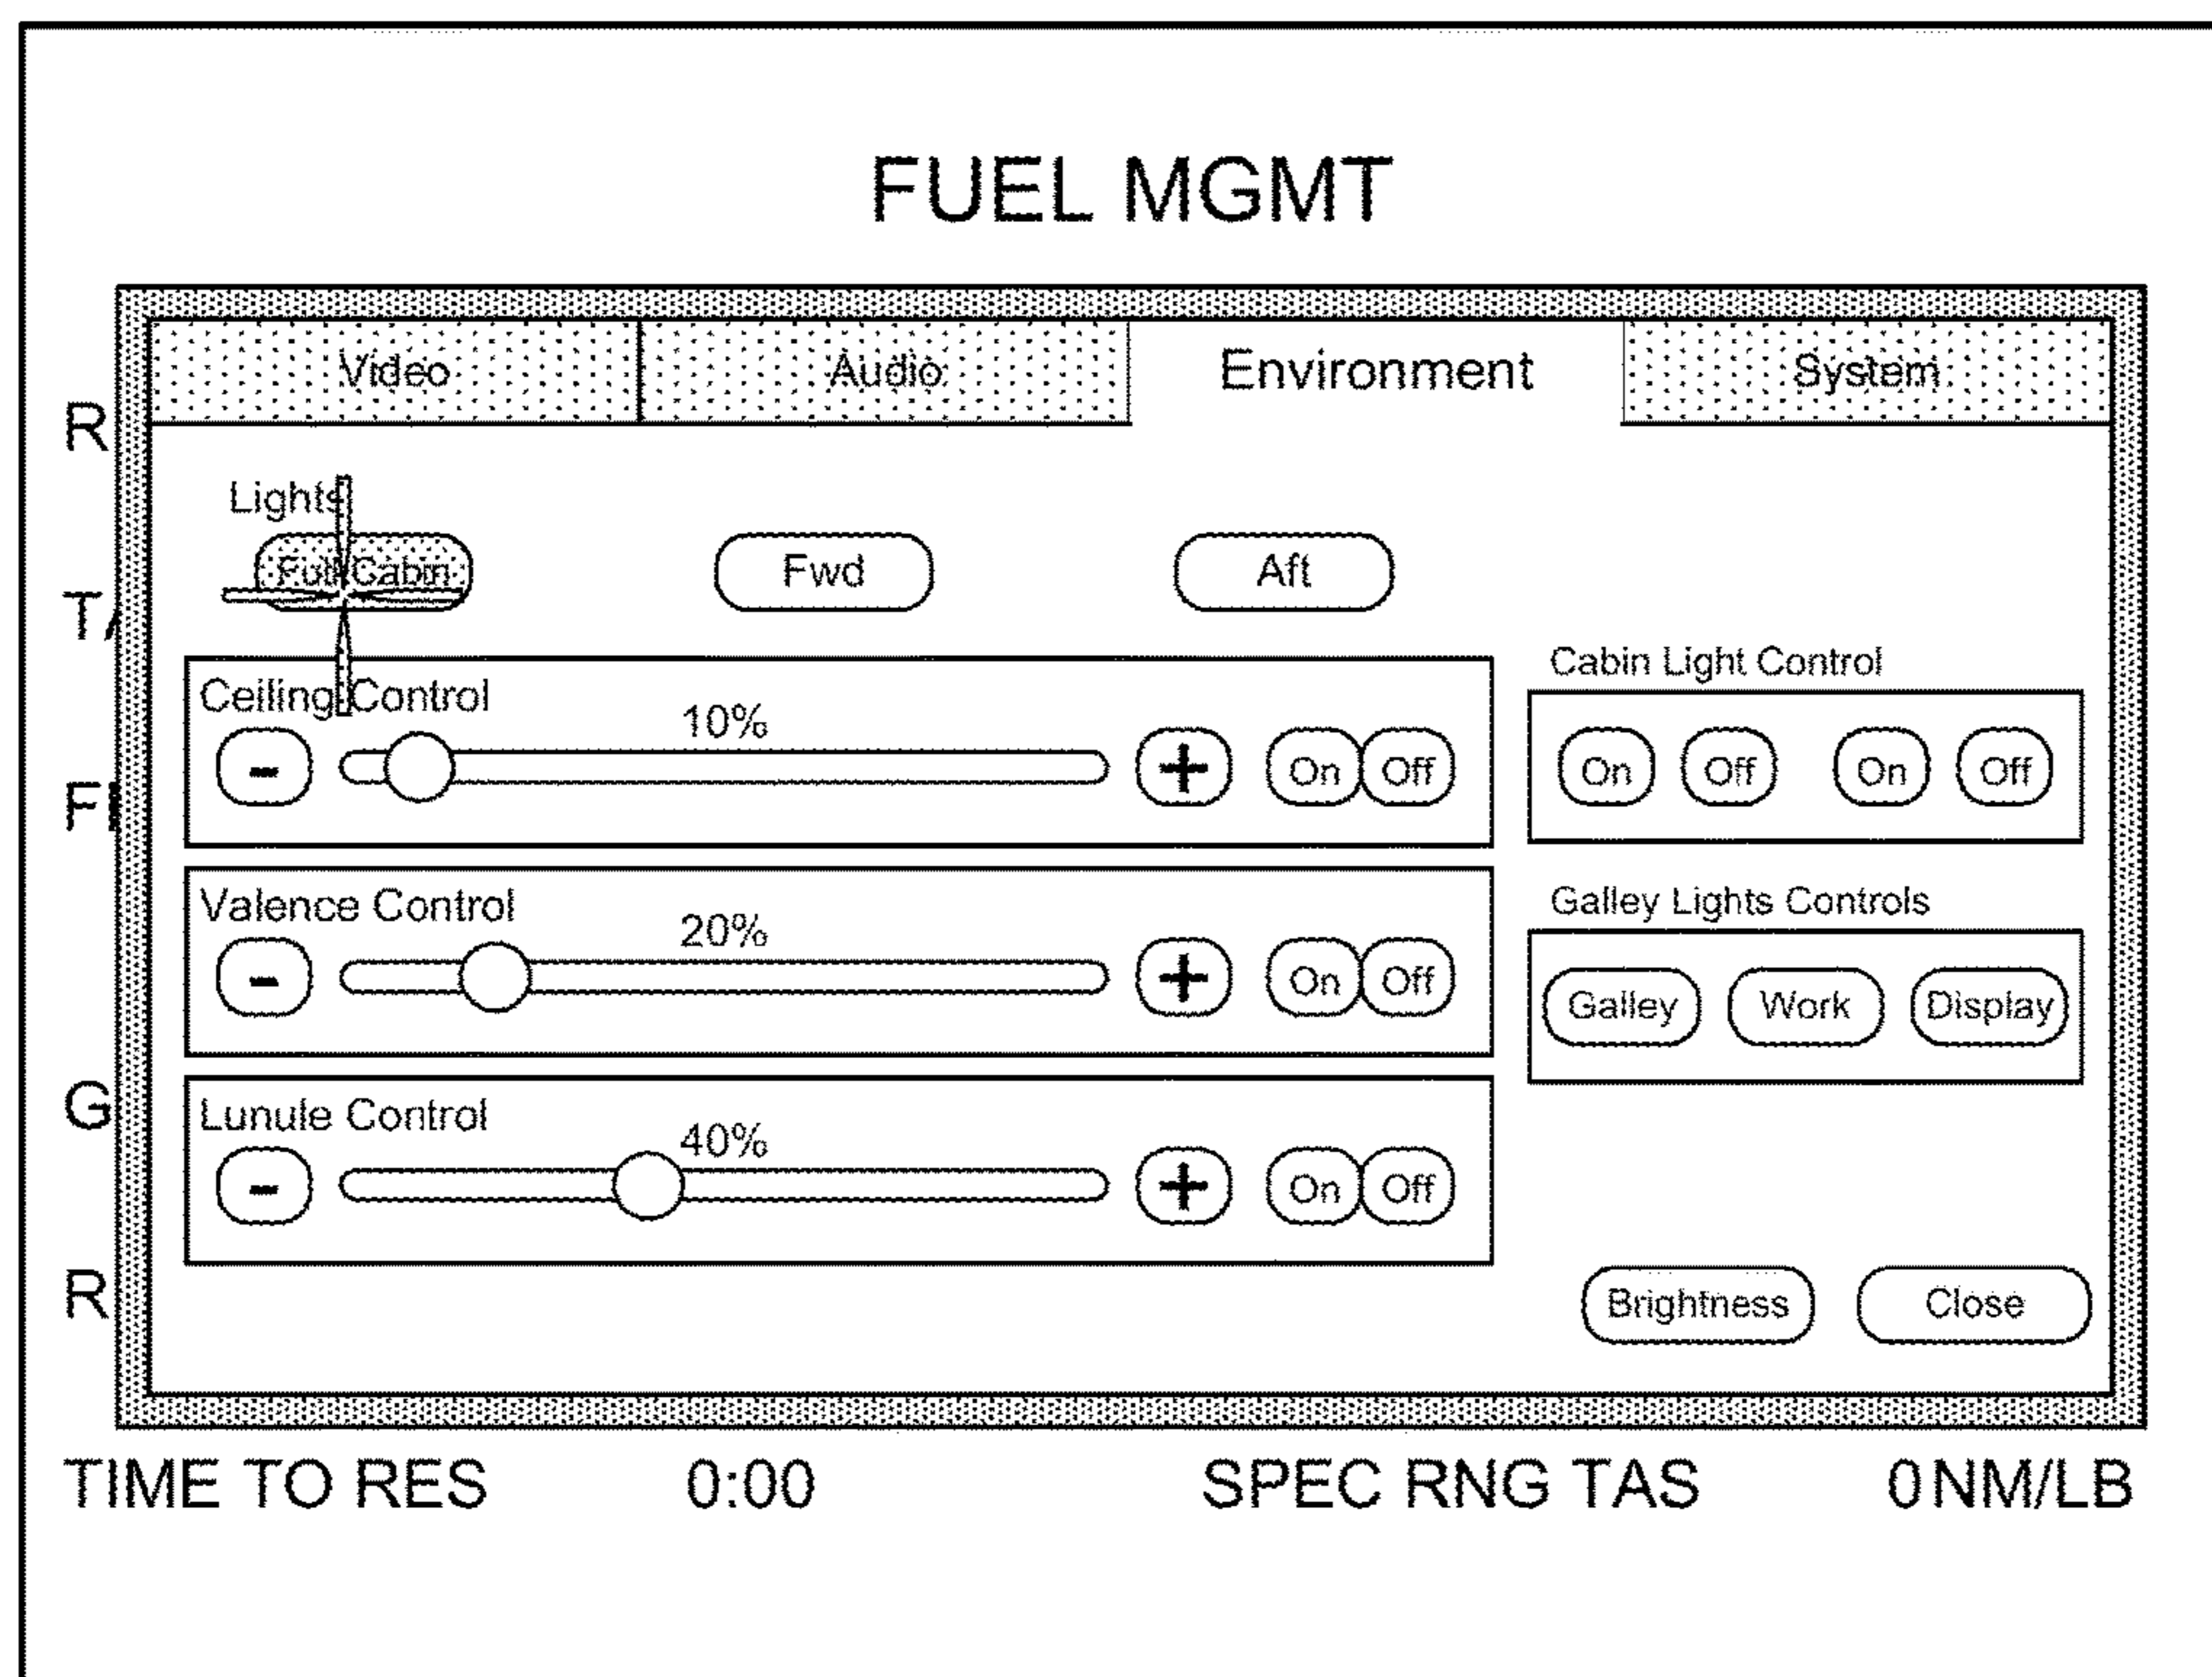 FUEL MGMT
Video Audio Environment System
R
Lights
Full Cabin Fwd Aft
T
Ceiling Control
10%
- + On Off
Cabin Light Control
On Off On Off
F
Valence Control
20%
- + On Off
Galley Lights Controls
Galley Work Display
G
Lunule Control
40%
- + On Off
R
Brightness Close
TIME TO RES 0:00 SPEC RNG TAS 0NM/LB